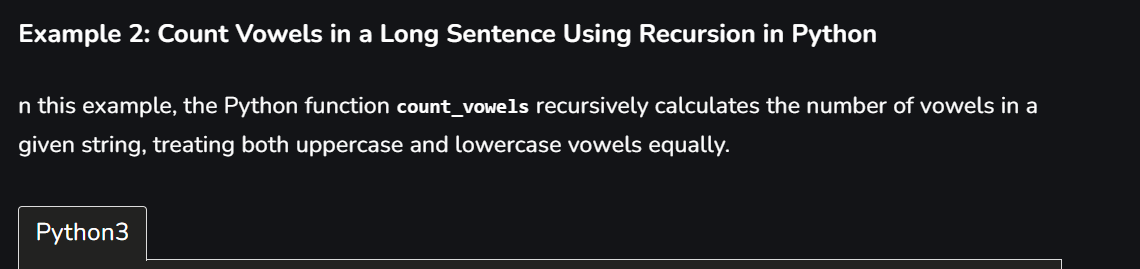 Example 2: Count Vowels in a Long Sentence Using Recursion in Python
n this example, the Python function count_vowels recursively calculates the number of vowels in a
given string, treating both uppercase and lowercase vowels equally.
Python3